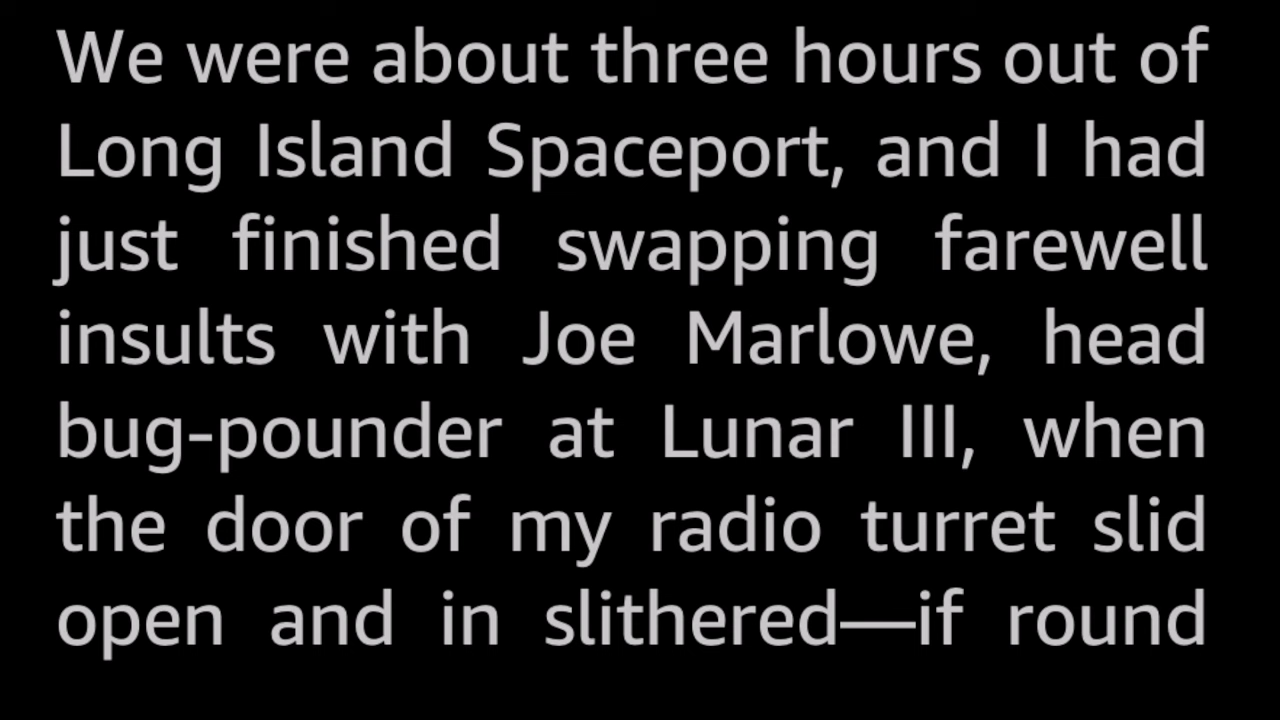 We were about three hours out of
Long Island Spaceport, and I had
just finished swapping farewell
insults with Joe Marlowe, head
bug-pounder at Lunar III, when
the door of my radio turret slid
open and in slithered—if round